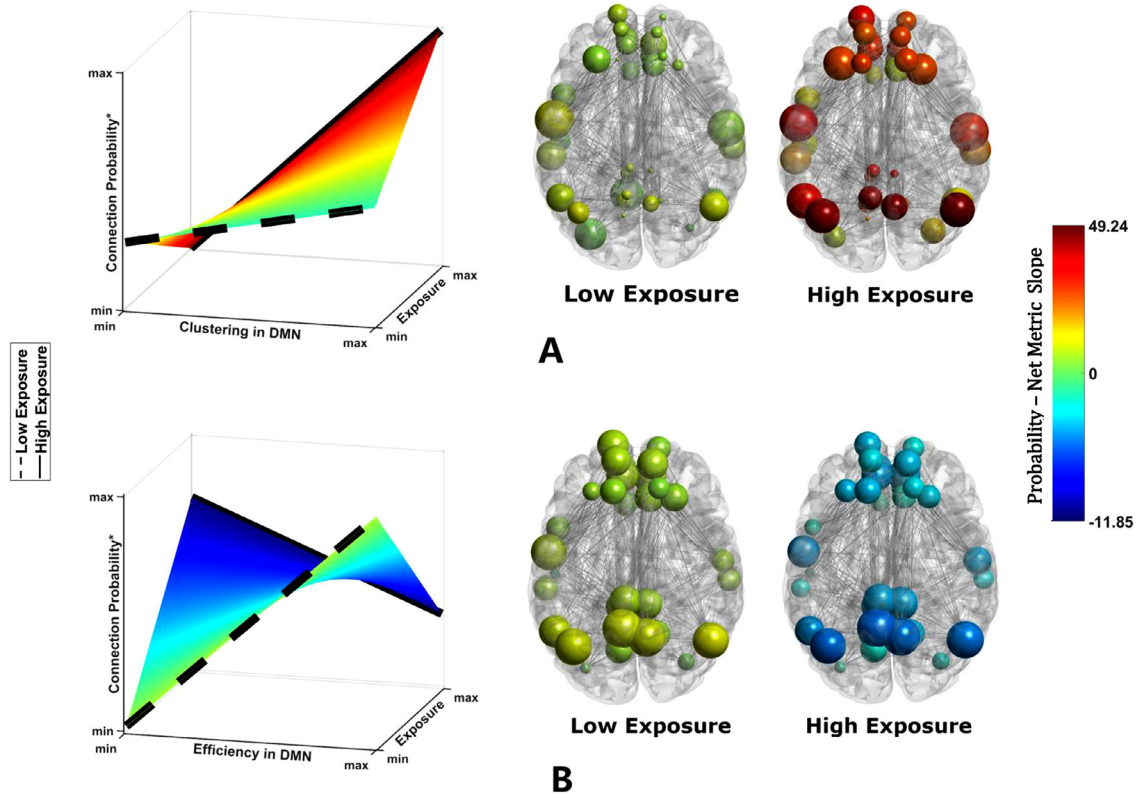 max
Connection Probability*
min
min
Clustering in DMN
max
min
Exposure
max
Low Exposure
High Exposure
A
49.24
0
-11.85
Probability – Net Metric Slope
- - Low Exposure
— High Exposure
max
Connection Probability*
min
min
Efficiency in DMN
max
min
Exposure
max
Low Exposure
High Exposure
B